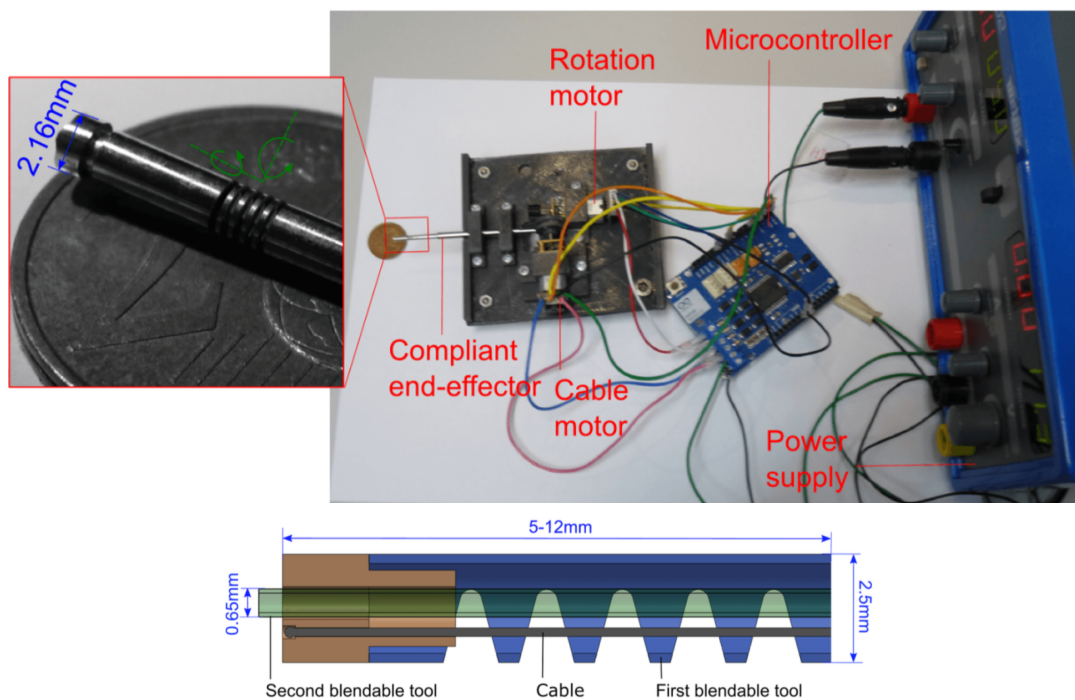 Rotation
motor
Microcontroller
2.16mm
Compliant
end-effector
Cable
motor
Power
supply
5-12mm
0.65mm
2.5mm
Second blendable tool
Cable
First blendable tool